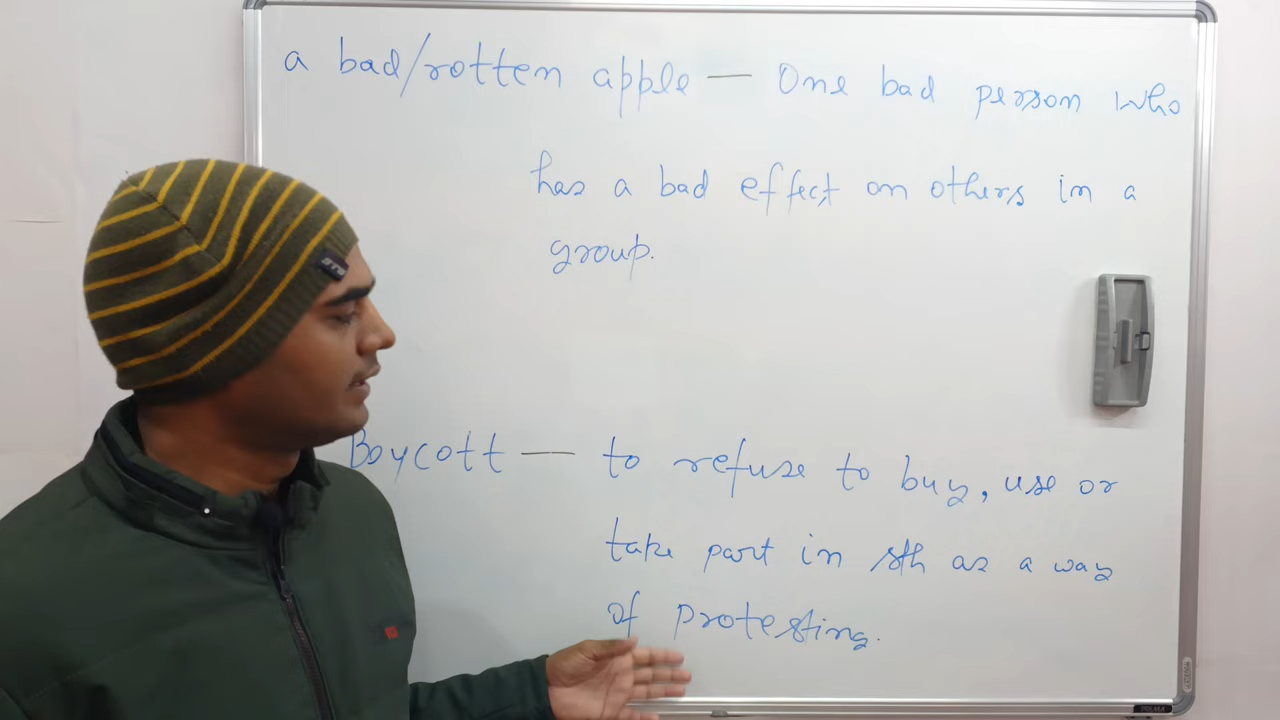 a bad/rotten apple — One bad person who
has a bad effect on others in a
group.
Boycott — to refuse to buy, use or
take part in sth as a way
of protesting.